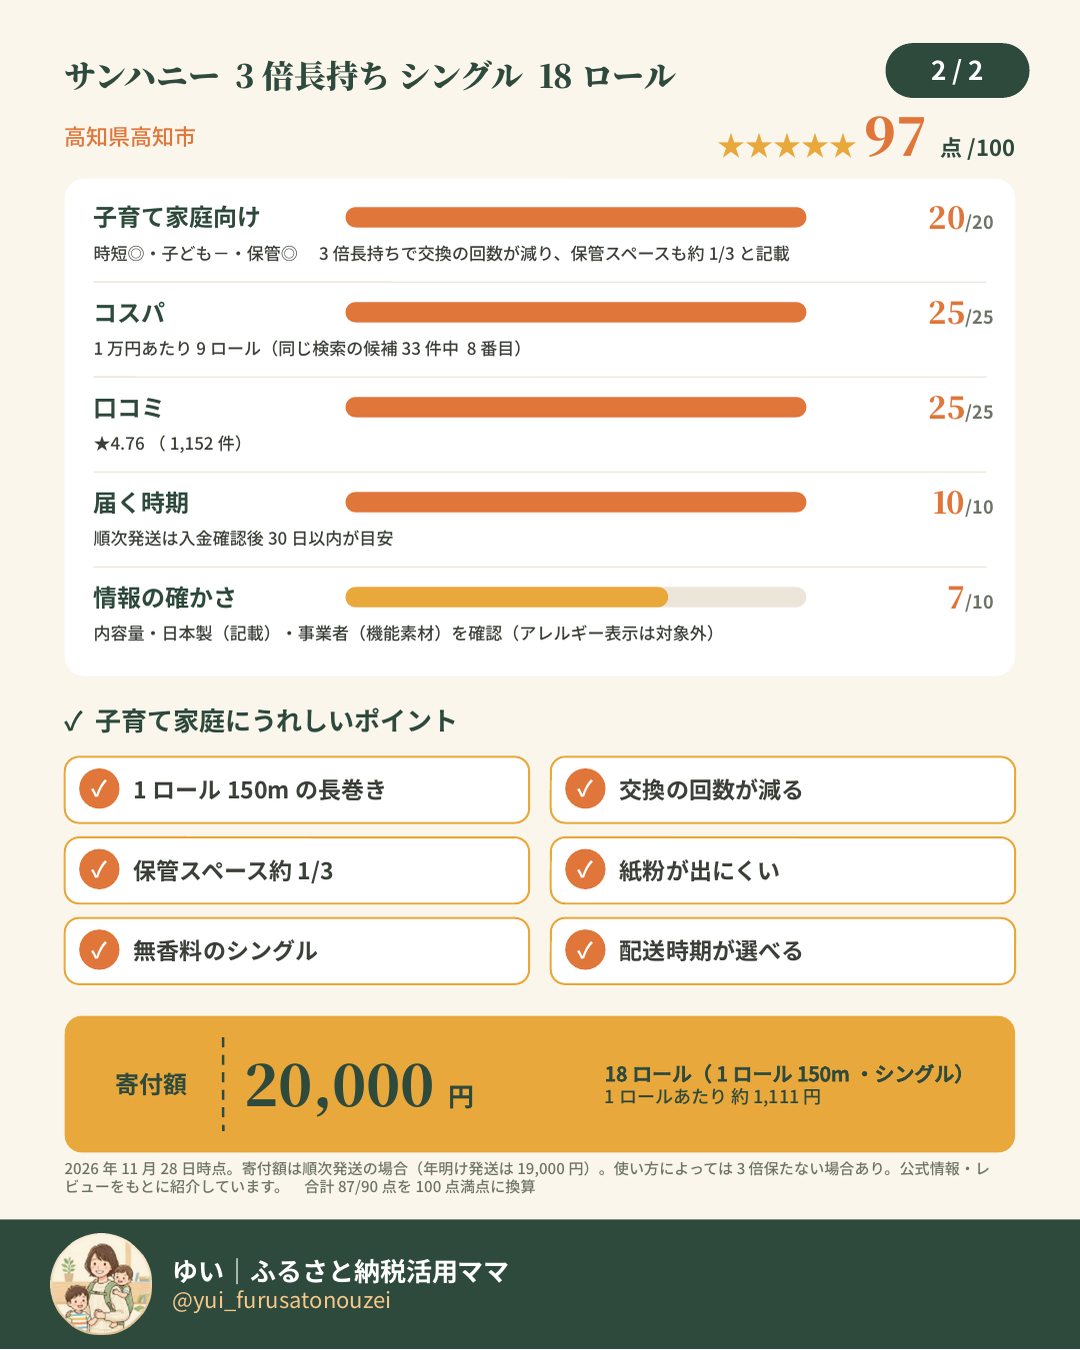 サンハニー 3倍長持ち シングル 18ロール
2 / 2
高知県高知市
★★★★★ 97 点 /100
子育て家庭向け 20/20
時短◎・子ども－・保管◎ 3倍長持ちで交換の回数が減り、保管スペースも約1/3と記載
コスパ 25/25
1万円あたり9ロール（同じ検索の候補33件中 8番目）
口コミ 25/25
★4.76（1,152件）
届く時期 10/10
順次発送は入金確認後30日以内が目安
情報の確かさ 7/10
内容量・日本製（記載）・事業者（機能素材）を確認（アレルギー表示は対象外）
✓ 子育て家庭にうれしいポイント
✓ 1ロール150mの長巻き
✓ 交換の回数が減る
✓ 保管スペース約1/3
✓ 紙粉が出にくい
✓ 無香料のシングル
✓ 配送時期が選べる
寄付額 20,000 円
18ロール（1ロール150m・シングル）
1ロールあたり 約1,111円
2026年11月28日時点。寄付額は順次発送の場合（年明け発送は19,000円）。使い方によっては3倍保たない場合あり。公式情報・レ
ビューをもとに紹介しています。 合計87/90点を100点満点に換算
ゆい｜ふるさと納税活用ママ
@yui_furusatonouzei